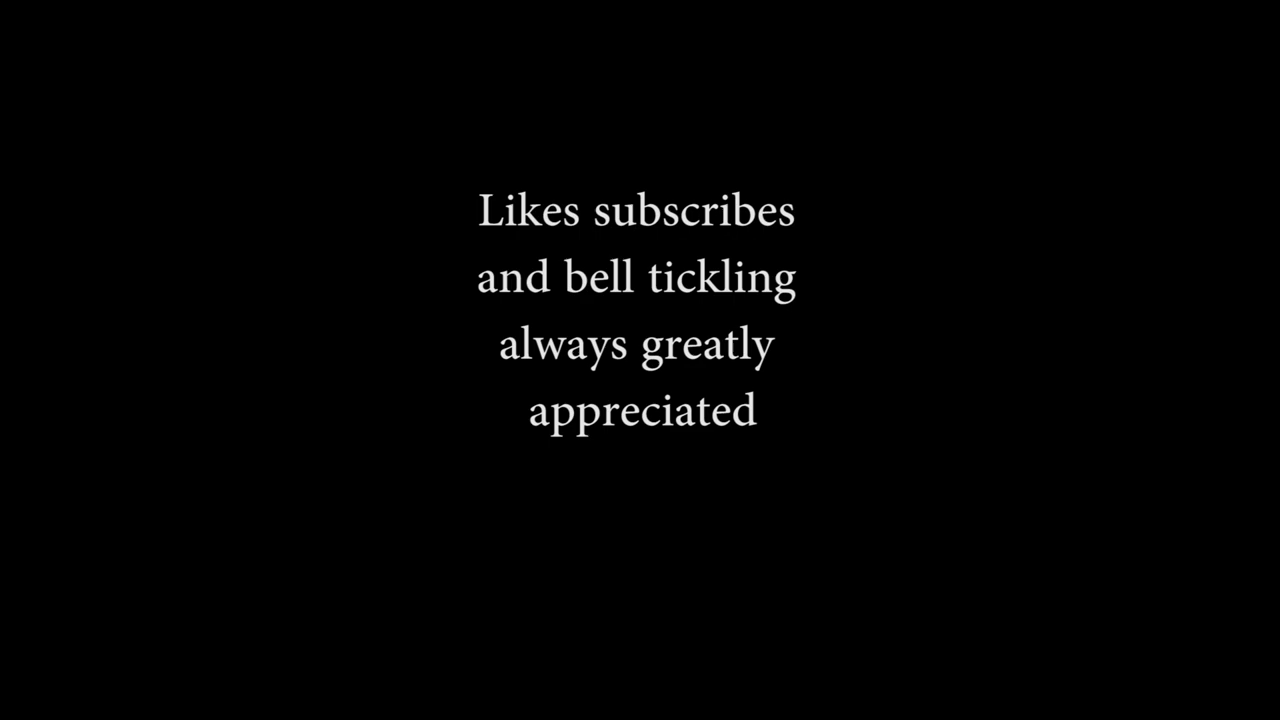 Likes subscribes
and bell tickling
always greatly
appreciated